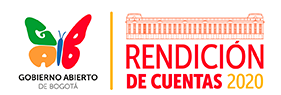 GOBIERNO ABIERTO
DE BOGOTÁ
RENDICIÓN
DE CUENTAS 2020